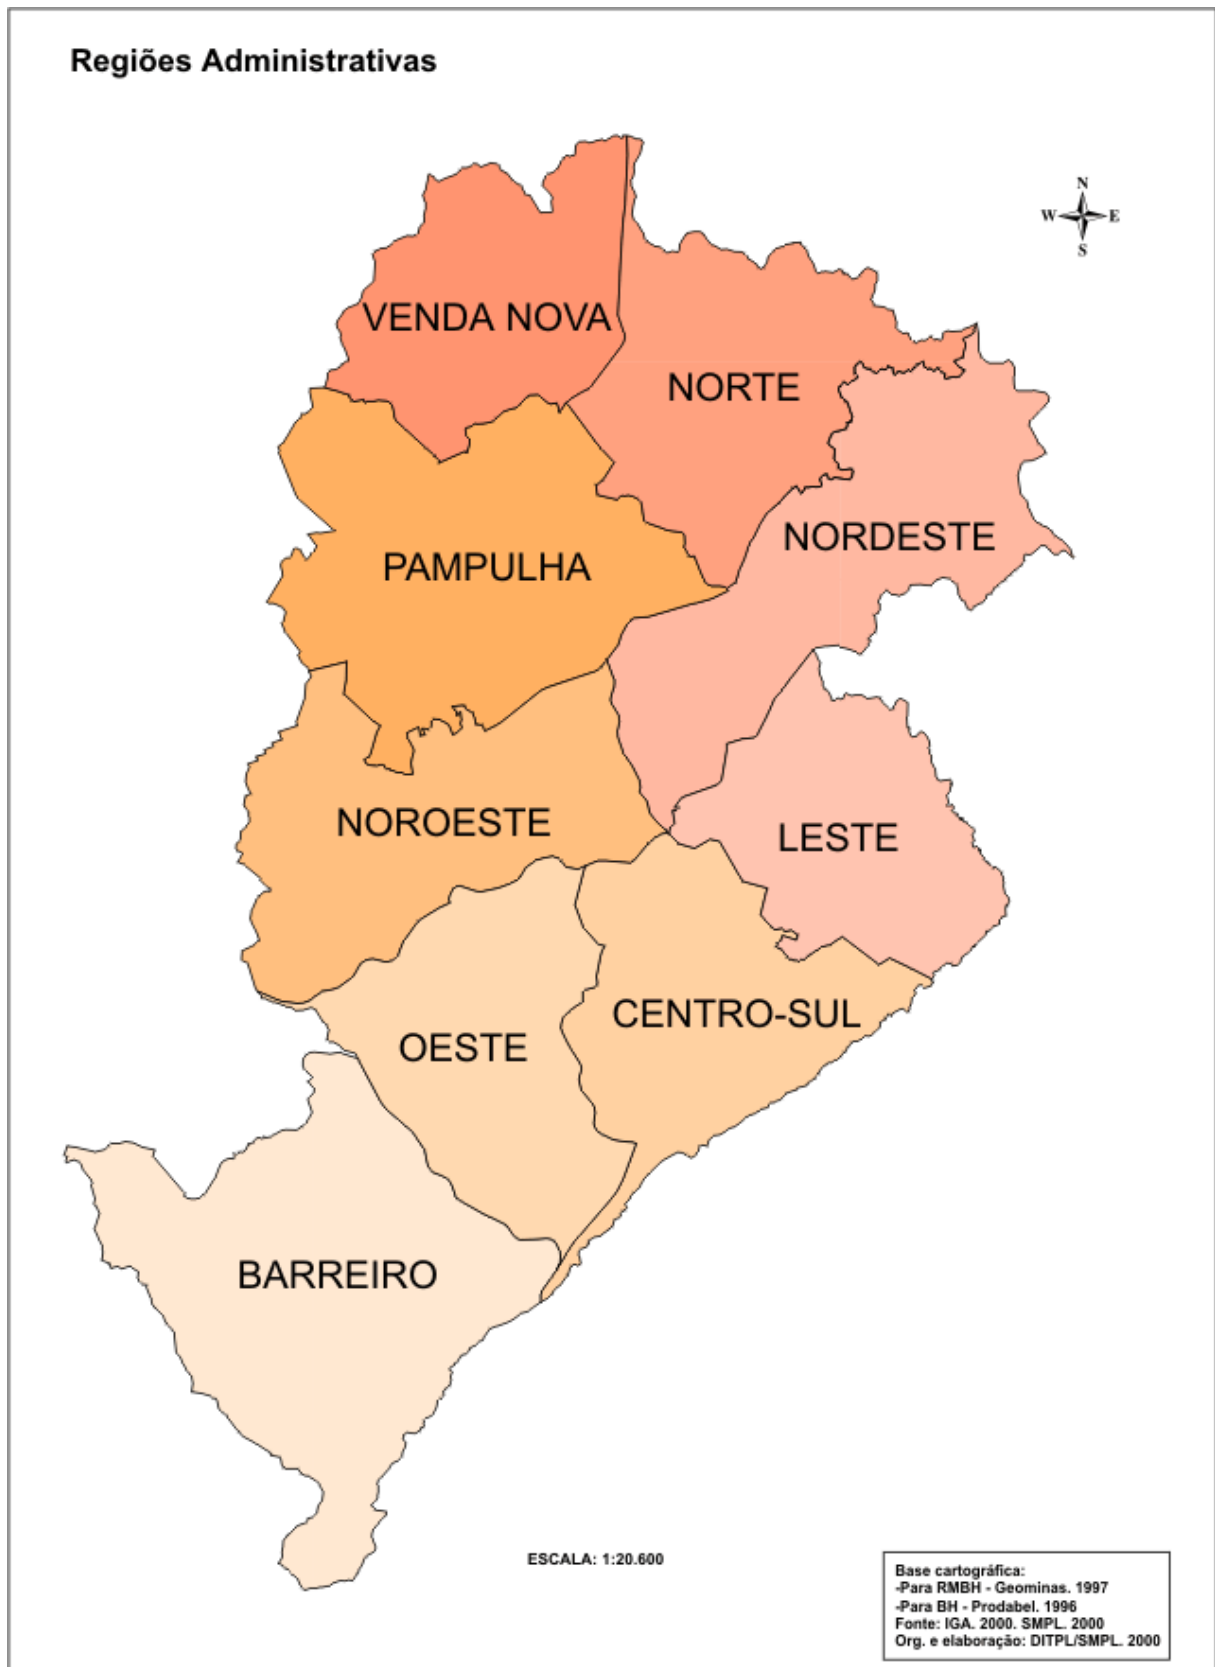 Regiões Administrativas
N
W E
S
VENDA NOVA
NORTE
NORDESTE
PAMPULHA
NOROESTE
LESTE
CENTRO-SUL
OESTE
BARREIRO
ESCALA: 1:20.600
Base cartográfica:
-Para RMBH - Geominas. 1997
-Para BH - Prodabel. 1996
Fonte: IGA. 2000. SMPL. 2000
Org. e elaboração: DITPL/SMPL. 2000